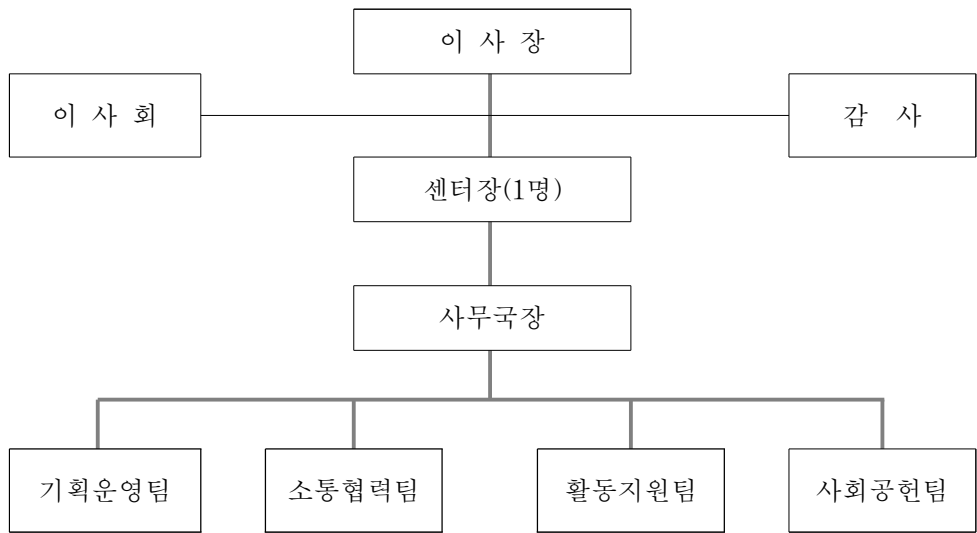 이 사 장
이 사 회
감 사
센터장(1명)
사무국장
기획운영팀
소통협력팀
활동지원팀
사회공헌팀